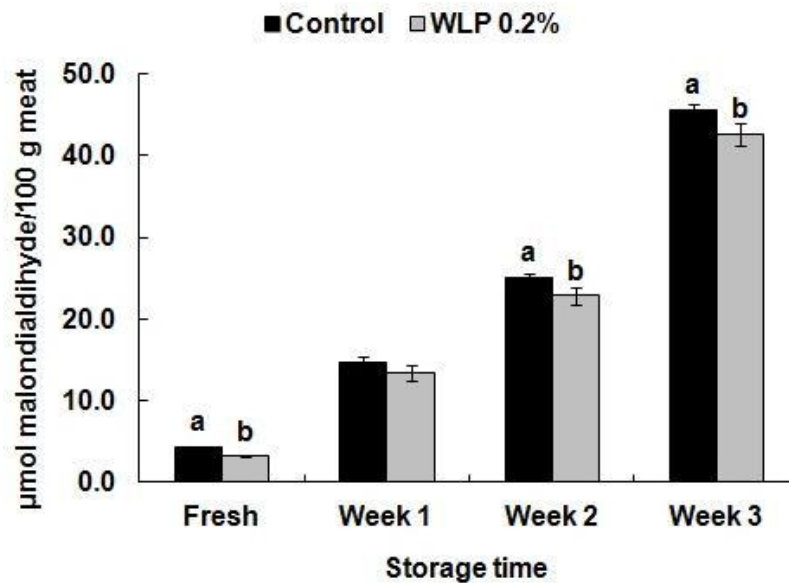 Control WLP 0.2%
µmol malondialdihyde/100 g meat
50.0
40.0
30.0
20.0
10.0
0.0
a b
a b
a b
Fresh Week 1 Week 2 Week 3
Storage time